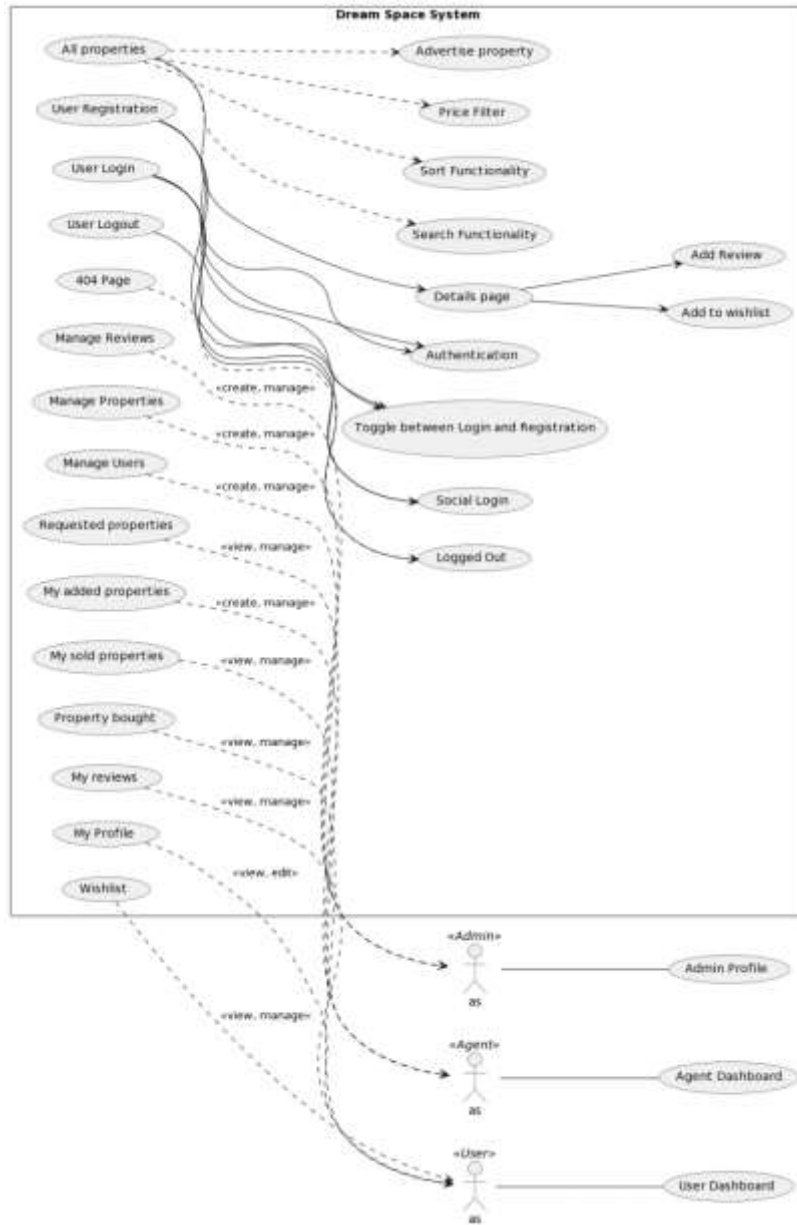 Dream Space System
All properties
Advertise property
User Registration
Price Filter
User Login
Sort Functionality
User Logout
Search Functionality
Add Review
404 Page
Details page
Add to wishlist
Manage Reviews
Authentication
«create, manage»
Manage Properties
Toggle between Login and Registration
«create, manage»
Manage Users
«create, manage»
Social Login
Requested properties
«view, manage»
Logged Out
My added properties
«create, manage»
My sold properties
«view, manage»
Property bought
«view, manage»
My reviews
«view, manage»
My Profile
«view, edit»
Wishlist
«Admin»
as
Admin Profile
«view, manage»
«Agent»
as
Agent Dashboard
«User»
as
User Dashboard